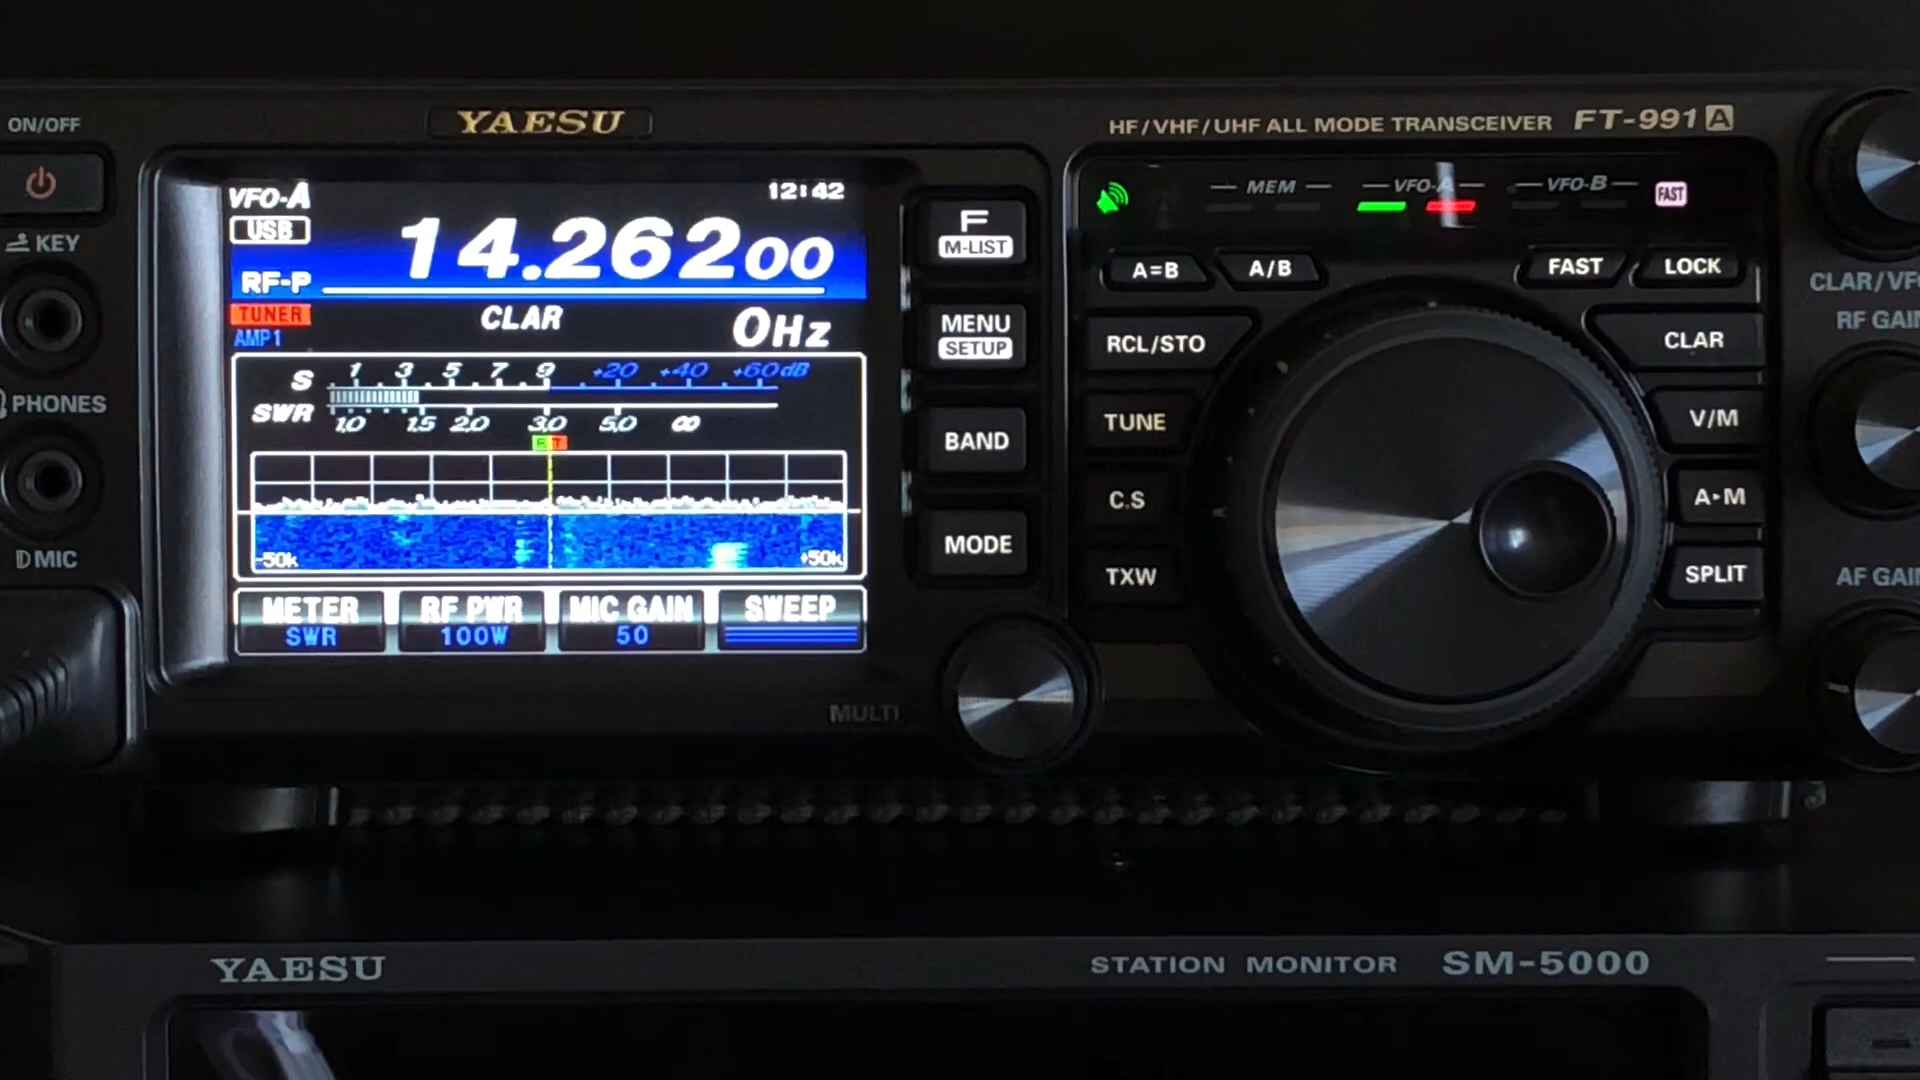 ON/OFF
YAESU
HF/VHF/UHF ALL MODE TRANSCEIVER FT-991A
VFO-A 12:42
USB 14.262 00
RF-P
TUNER CLAR 0Hz
AMP1
S 1 3 5 7 9 +20 +40 +60dB
SWR 1.0 1.5 2.0 3.0 5.0 ∞
R T
-50k +50k
METER RF PWR MIC GAIN SWEEP
SWR 100W 50
KEY
PHONES
MIC
F
M-LIST
MENU
SETUP
BAND
MODE
MULTI
MEM VFO-A VFO-B FAST
A=B A/B FAST LOCK
RCL/STO CLAR
TUNE V/M
C.S A▸M
TXW SPLIT
CLAR/VF
RF GAIN
AF GAI
YAESU STATION MONITOR SM-5000